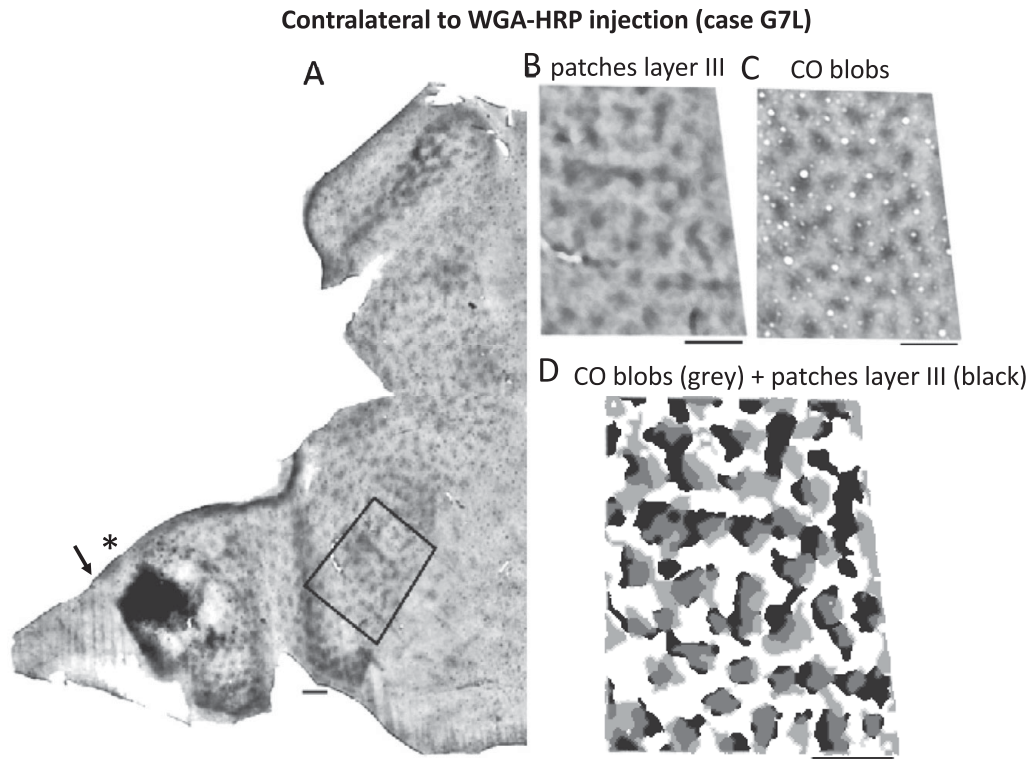 Contralateral to WGA-HRP injection (case G7L)
A
B patches layer III
C CO blobs
*
D CO blobs (grey) + patches layer III (black)